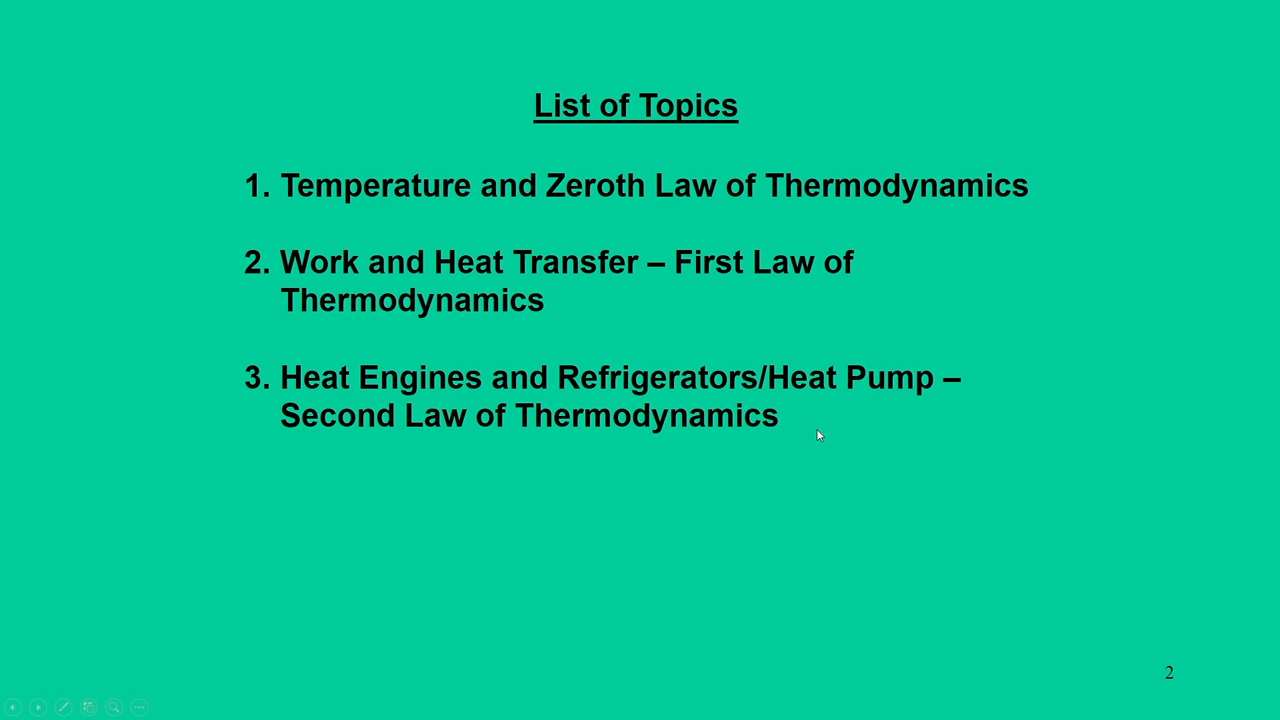 List of Topics
1. Temperature and Zeroth Law of Thermodynamics
2. Work and Heat Transfer – First Law of
Thermodynamics
3. Heat Engines and Refrigerators/Heat Pump –
Second Law of Thermodynamics
2